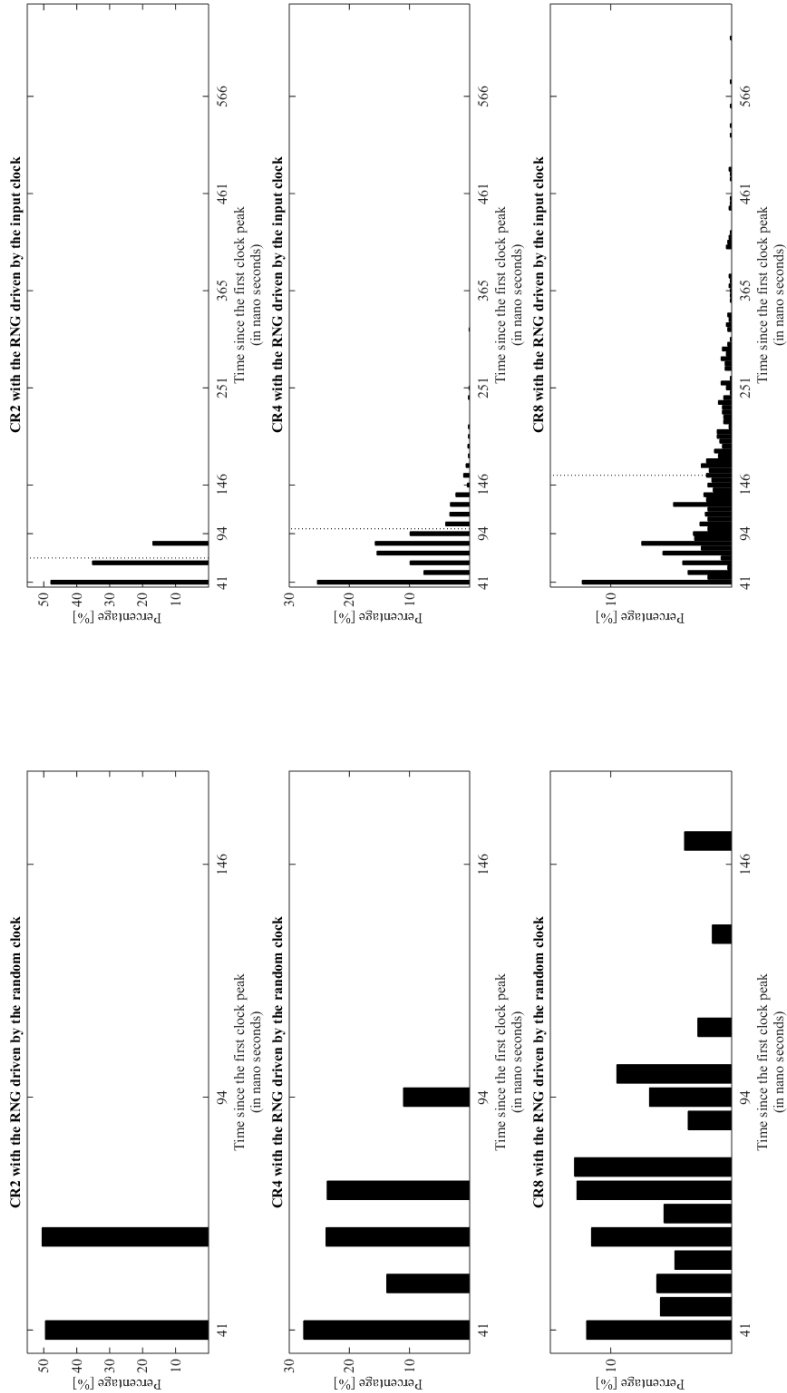 CR2 with the RNG driven by the random clock
Percentage [%]
50
40
30
20
10
41 94 146
Time since the first clock peak
(in nano seconds)
CR2 with the RNG driven by the input clock
Percentage [%]
50
40
30
20
10
41 94 146 251 365 461 566
Time since the first clock peak
(in nano seconds)
CR4 with the RNG driven by the random clock
Percentage [%]
30
20
10
41 94 146
Time since the first clock peak
(in nano seconds)
CR4 with the RNG driven by the input clock
Percentage [%]
30
20
10
41 94 146 251 365 461 566
Time since the first clock peak
(in nano seconds)
CR8 with the RNG driven by the random clock
Percentage [%]
10
41 94 146
Time since the first clock peak
(in nano seconds)
CR8 with the RNG driven by the input clock
Percentage [%]
10
41 94 146 251 365 461 566
Time since the first clock peak
(in nano seconds)